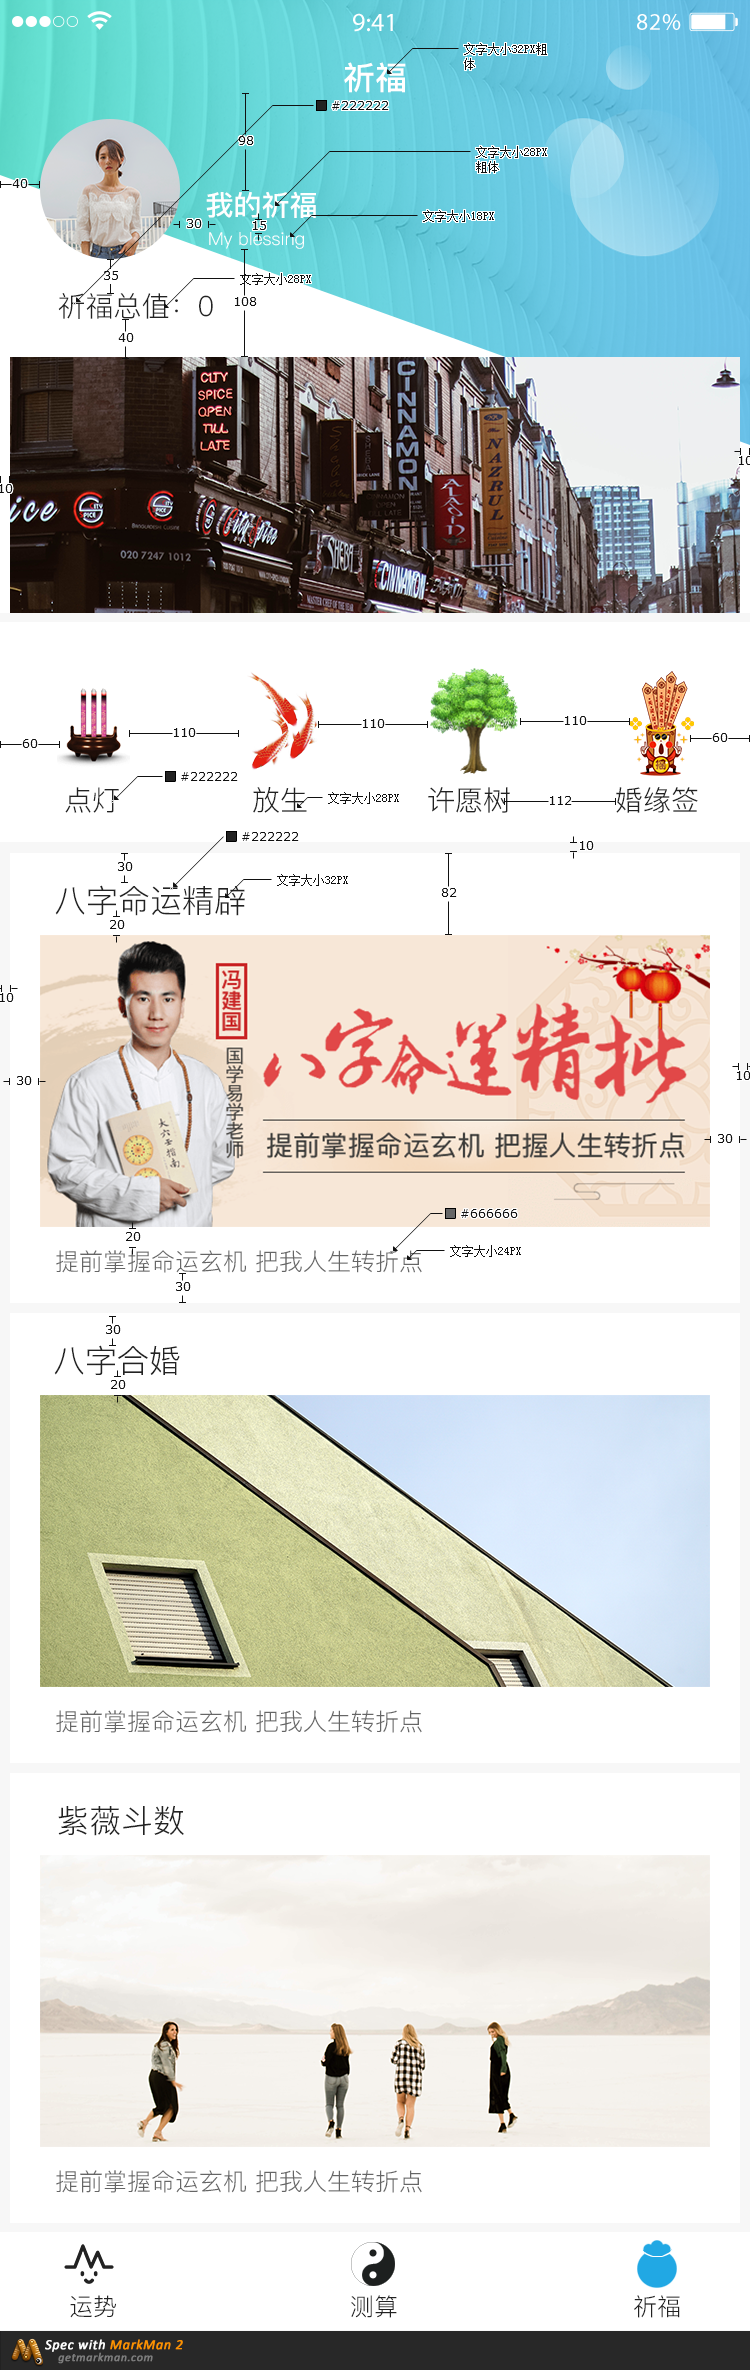 9:41
82%
祈福
文字大小32PX粗
体
#222222
98
文字大小28PX
粗体
40
我的祈福
30
15
文字大小18PX
My blessing
35
文字大小28PX
108
祈福总值：0
40
CITY
SPICE
OPEN
TILL
LATE
CINNAMON
NAZRUL
ALADIN
10
10
ice
CITY
SPICE
020 7247 1012
SHEBA
CINNAMON
60
110
110
110
60
#222222
点灯
放生
文字大小28PX
许愿树
112
婚缘签
#222222
10
30
文字大小32PX
82
八字命运精辟
20
冯建国
国学易学老师
八字命运精批
大六壬指南
提前掌握命运玄机 把握人生转折点
10
30
10
30
#666666
20
文字大小24PX
提前掌握命运玄机 把我人生转折点
30
30
八字合婚
20
提前掌握命运玄机 把我人生转折点
紫薇斗数
提前掌握命运玄机 把我人生转折点
运势
测算
祈福
Spec with MarkMan 2
getmarkman.com